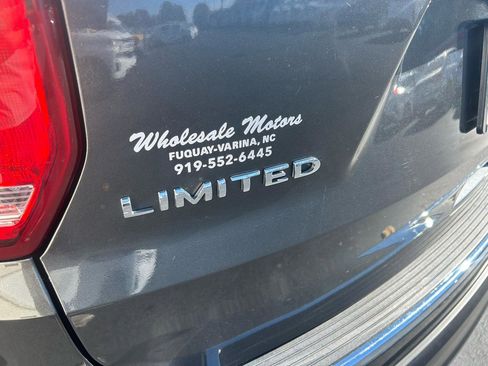 Wholesale Motors
FUQUAY-VARINA, NC
919-552-6445
LIMITED